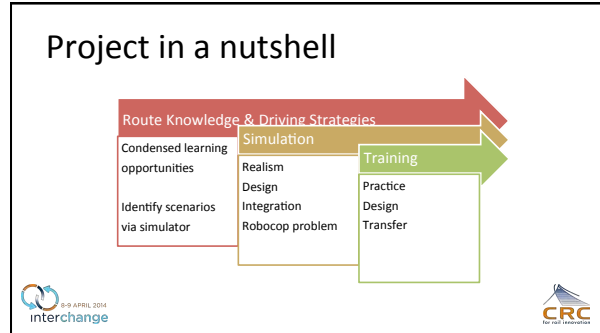 Project in a nutshell
Route Knowledge & Driving Strategies
Condensed learning
opportunities
Identify scenarios
via simulator
Simulation
Realism
Design
Integration
Robocop problem
Training
Practice
Design
Transfer
8-9 APRIL 2014
interchange
CRC
for rail innovation